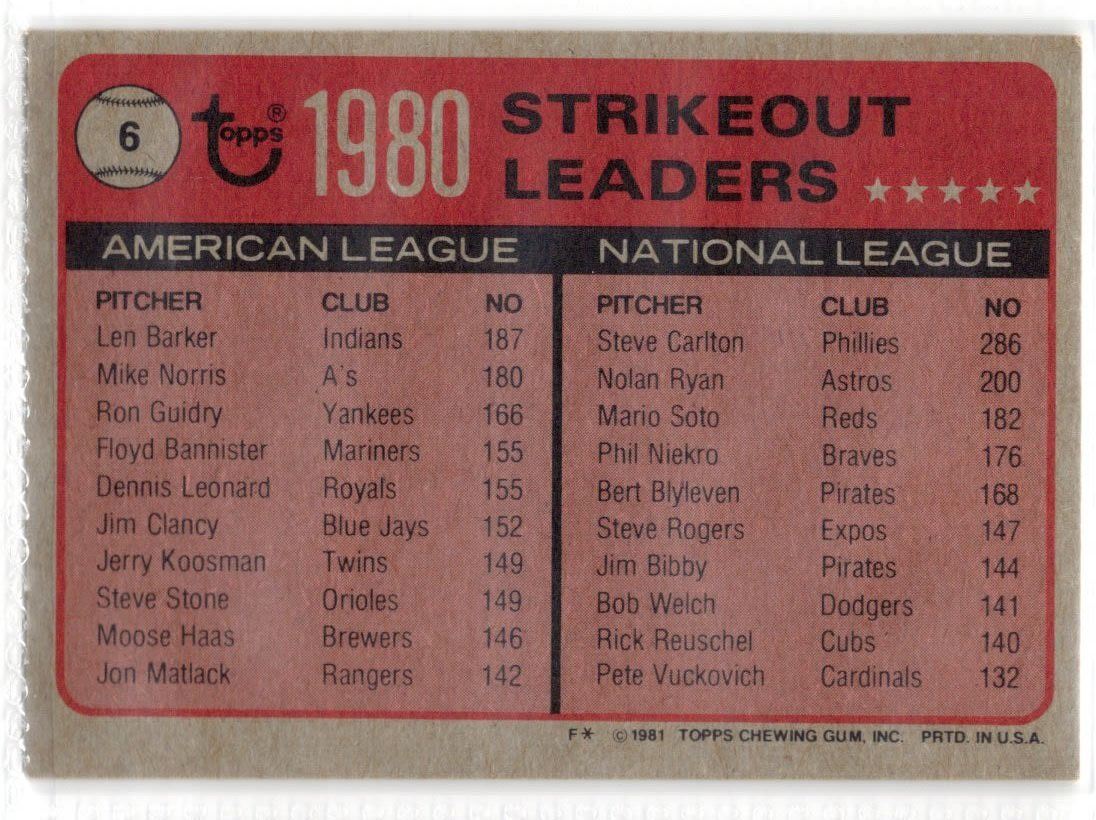 6 topps® 1980 STRIKEOUT
LEADERS
AMERICAN LEAGUE
PITCHER CLUB NO
Len Barker Indians 187
Mike Norris A's 180
Ron Guidry Yankees 166
Floyd Bannister Mariners 155
Dennis Leonard Royals 155
Jim Clancy Blue Jays 152
Jerry Koosman Twins 149
Steve Stone Orioles 149
Moose Haas Brewers 146
Jon Matlack Rangers 142
NATIONAL LEAGUE
PITCHER CLUB NO
Steve Carlton Phillies 286
Nolan Ryan Astros 200
Mario Soto Reds 182
Phil Niekro Braves 176
Bert Blyleven Pirates 168
Steve Rogers Expos 147
Jim Bibby Pirates 144
Bob Welch Dodgers 141
Rick Reuschel Cubs 140
Pete Vuckovich Cardinals 132
F* © 1981 TOPPS CHEWING GUM, INC. PRTD. IN U.S.A.